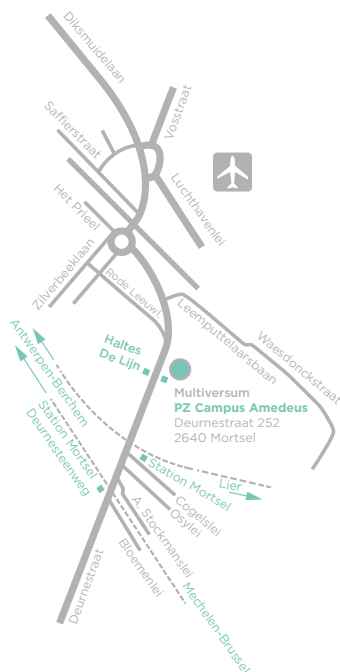 Diksmuidelaan
Vosstraat
Saffierstraat
Luchthavenlei
Het Prieel
Zilverbeeklaan
Rode Leeuwl.
Leemputtelaarsbaan
Waesdonckstraat
Antwerpen-Berchem
Haltes
De Lijn
Multiversum
PZ Campus Amedeus
Deurnestraat 252
2640 Mortsel
Station Mortsel
Deurnesteenweg
Station Mortsel
Lier
Cogelslei
Osylei
A. Stockmanslei
Bloemenlei
Deurnestraat
Mechelen-Brussel